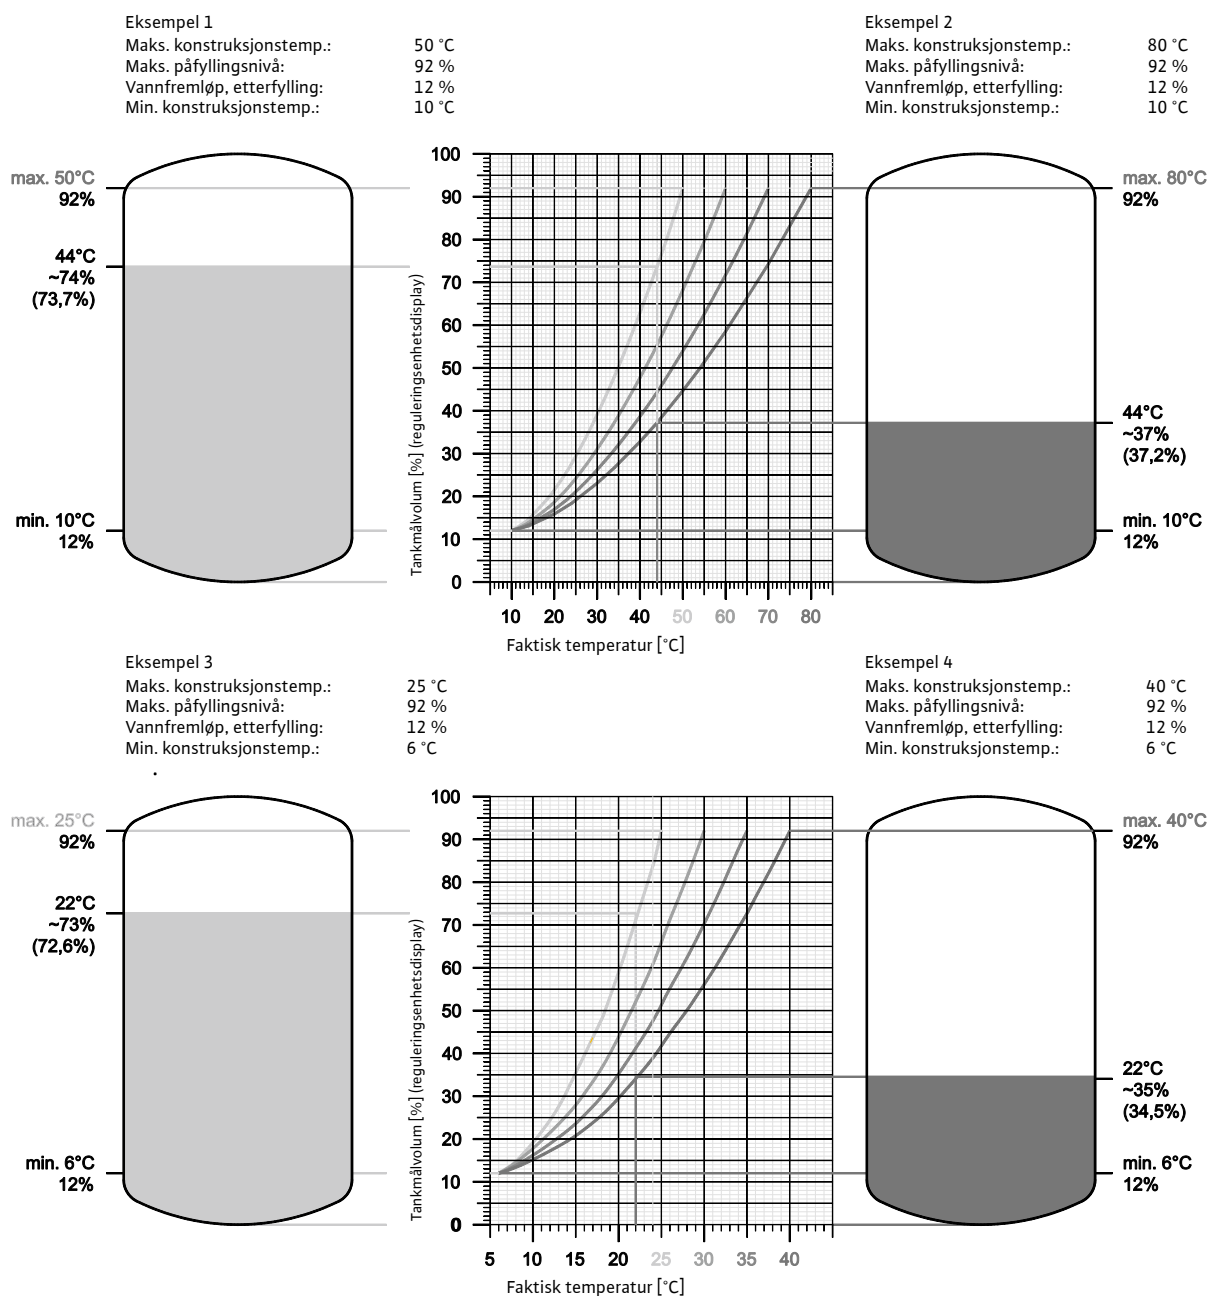 Eksempel 1
Maks. konstruksjonstemp.: 50 °C
Maks. påfyllingsnivå: 92 %
Vannfremløp, etterfylling: 12 %
Min. konstruksjonstemp.: 10 °C
Eksempel 2
Maks. konstruksjonstemp.: 80 °C
Maks. påfyllingsnivå: 92 %
Vannfremløp, etterfylling: 12 %
Min. konstruksjonstemp.: 10 °C
max. 50°C
92%
44°C
~74%
(73,7%)
min. 10°C
12%
Tankmålvolum [%] (reguleringsenhetsdisplay)
100
90
80
70
60
50
40
30
20
10
0
10 20 30 40 50 60 70 80
Faktisk temperatur [°C]
max. 80°C
92%
44°C
~37%
(37,2%)
min. 10°C
12%
Eksempel 3
Maks. konstruksjonstemp.: 25 °C
Maks. påfyllingsnivå: 92 %
Vannfremløp, etterfylling: 12 %
Min. konstruksjonstemp.: 6 °C
Eksempel 4
Maks. konstruksjonstemp.: 40 °C
Maks. påfyllingsnivå: 92 %
Vannfremløp, etterfylling: 12 %
Min. konstruksjonstemp.: 6 °C
max. 25°C
92%
22°C
~73%
(72,6%)
min. 6°C
12%
Tankmålvolum [%] (reguleringsenhetsdisplay)
100
90
80
70
60
50
40
30
20
10
0
5 10 15 20 25 30 35 40
Faktisk temperatur [°C]
max. 40°C
92%
22°C
~35%
(34,5%)
min. 6°C
12%